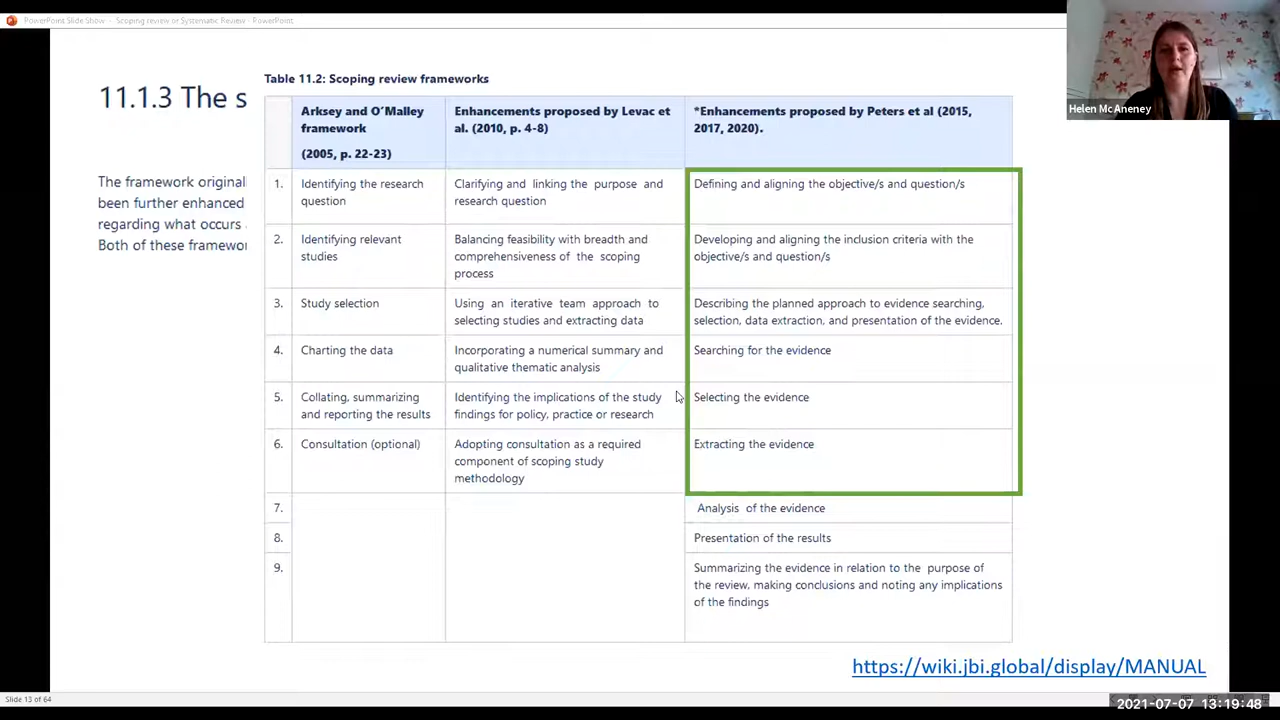 PowerPoint Slide Show - Scoping review or Systematic Review - PowerPoint
Helen McAneney
11.1.3 The s
The framework original
been further enhanced
regarding what occurs
Both of these framewor
Table 11.2: Scoping review frameworks
Arksey and O'Malley
framework
(2005, p. 22-23)
Enhancements proposed by Levac et
al. (2010, p. 4-8)
*Enhancements proposed by Peters et al (2015,
2017, 2020).
1.
Identifying the research
question
Clarifying and linking the purpose and
research question
Defining and aligning the objective/s and question/s
2.
Identifying relevant
studies
Balancing feasibility with breadth and
comprehensiveness of the scoping
process
Developing and aligning the inclusion criteria with the
objective/s and question/s
3.
Study selection
Using an iterative team approach to
selecting studies and extracting data
Describing the planned approach to evidence searching,
selection, data extraction, and presentation of the evidence.
4.
Charting the data
Incorporating a numerical summary and
qualitative thematic analysis
Searching for the evidence
5.
Collating, summarizing
and reporting the results
Identifying the implications of the study
findings for policy, practice or research
Selecting the evidence
6.
Consultation (optional)
Adopting consultation as a required
component of scoping study
methodology
Extracting the evidence
7.
Analysis of the evidence
8.
Presentation of the results
9.
Summarizing the evidence in relation to the purpose of
the review, making conclusions and noting any implications
of the findings
https://wiki.jbi.global/display/MANUAL
Slide 13 of 64
2021-07-07 13:19:48